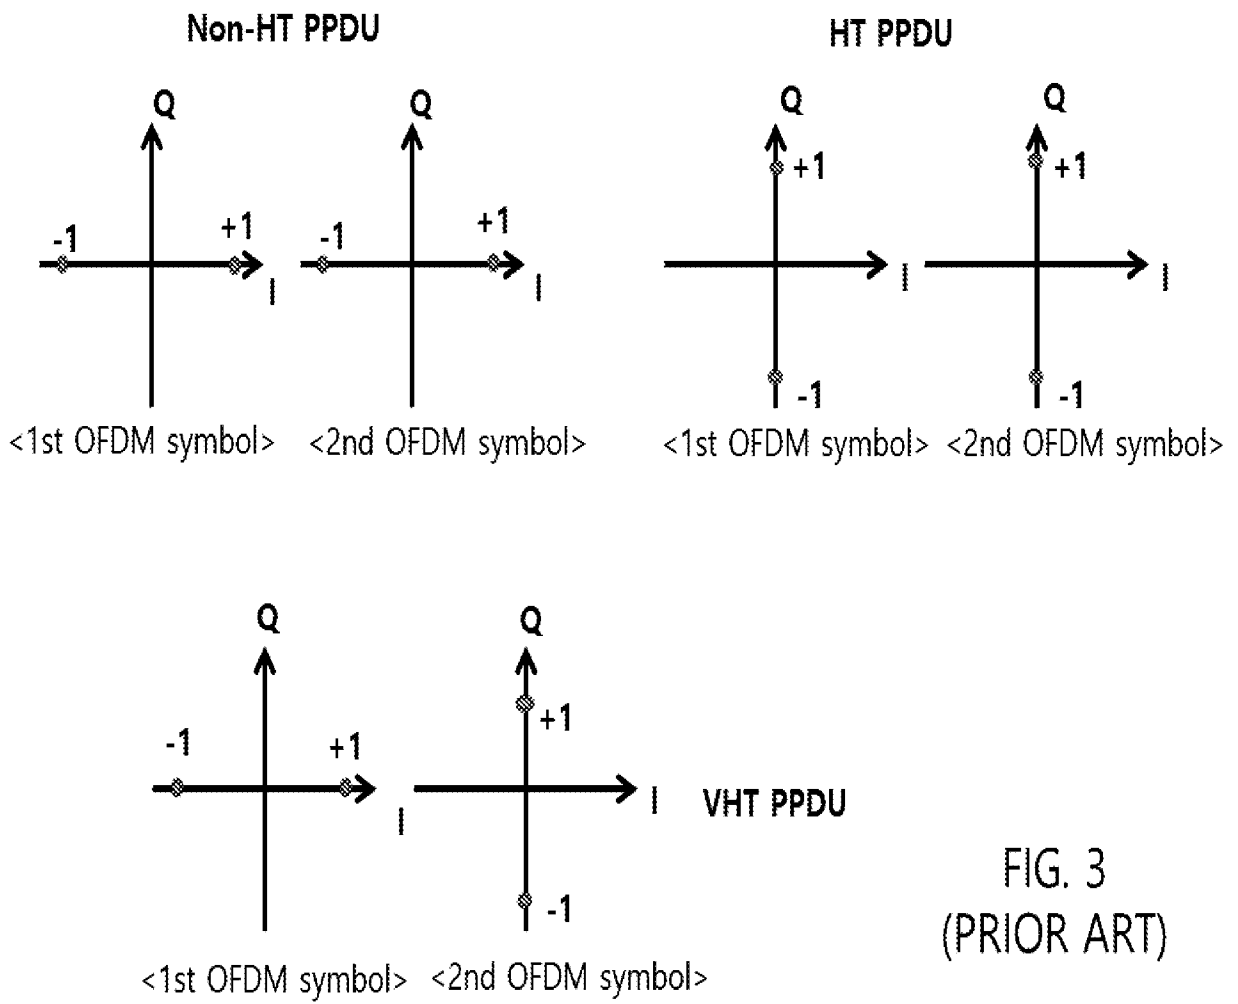 Non-HT PPDU
HT PPDU
Q
Q
Q
Q
+1
+1
-1
+1
-1
+1
I
I
I
I
-1
-1
<1st OFDM symbol>
<2nd OFDM symbol>
<1st OFDM symbol>
<2nd OFDM symbol>
Q
Q
-1
+1
+1
I
I
VHT PPDU
-1
<1st OFDM symbol>
<2nd OFDM symbol>
FIG. 3
(PRIOR ART)